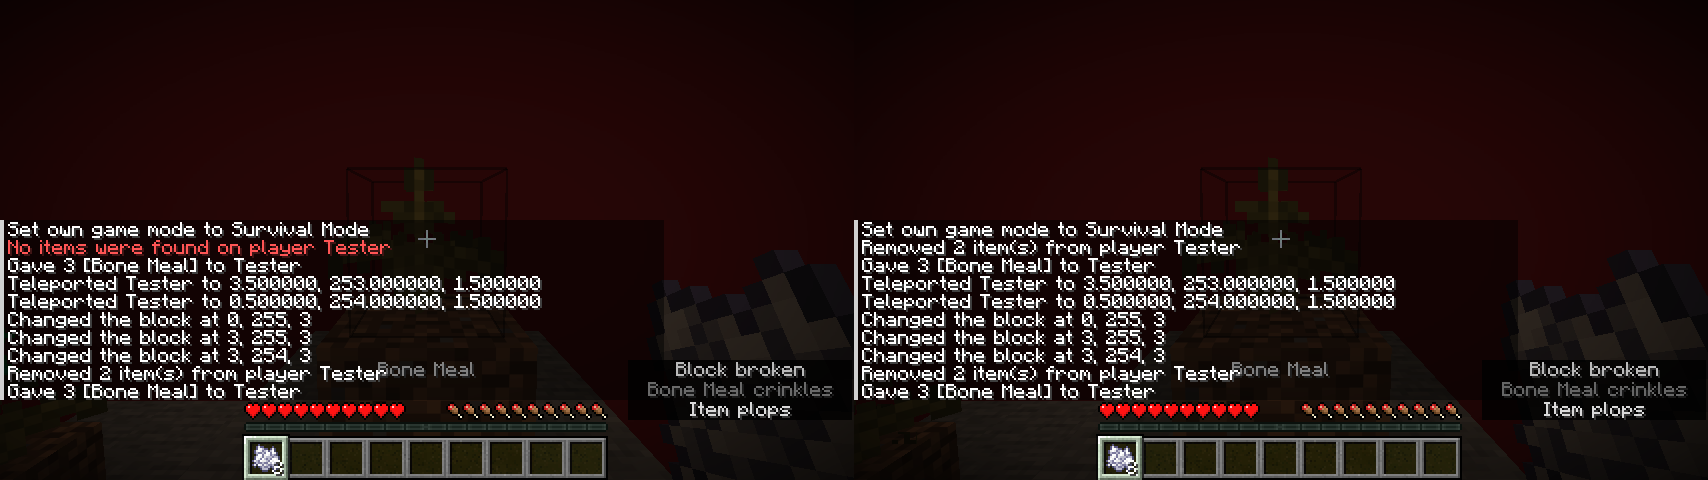 Set own game mode to Survival Mode
No items were found on player Tester
Gave 3 [Bone Meal] to Tester
Teleported Tester to 3.500000, 253.000000, 1.500000
Teleported Tester to 0.500000, 254.000000, 1.500000
Changed the block at 0, 255, 3
Changed the block at 3, 255, 3
Changed the block at 3, 254, 3
Removed 2 item(s) from player Tester
Gave 3 [Bone Meal] to Tester
Bone Meal
Block broken
Bone Meal crinkles
Item plops
3
Set own game mode to Survival Mode
Removed 2 item(s) from player Tester
Gave 3 [Bone Meal] to Tester
Teleported Tester to 3.500000, 253.000000, 1.500000
Teleported Tester to 0.500000, 254.000000, 1.500000
Changed the block at 0, 255, 3
Changed the block at 3, 255, 3
Changed the block at 3, 254, 3
Removed 2 item(s) from player Tester
Gave 3 [Bone Meal] to Tester
Bone Meal
Block broken
Bone Meal crinkles
Item plops
3